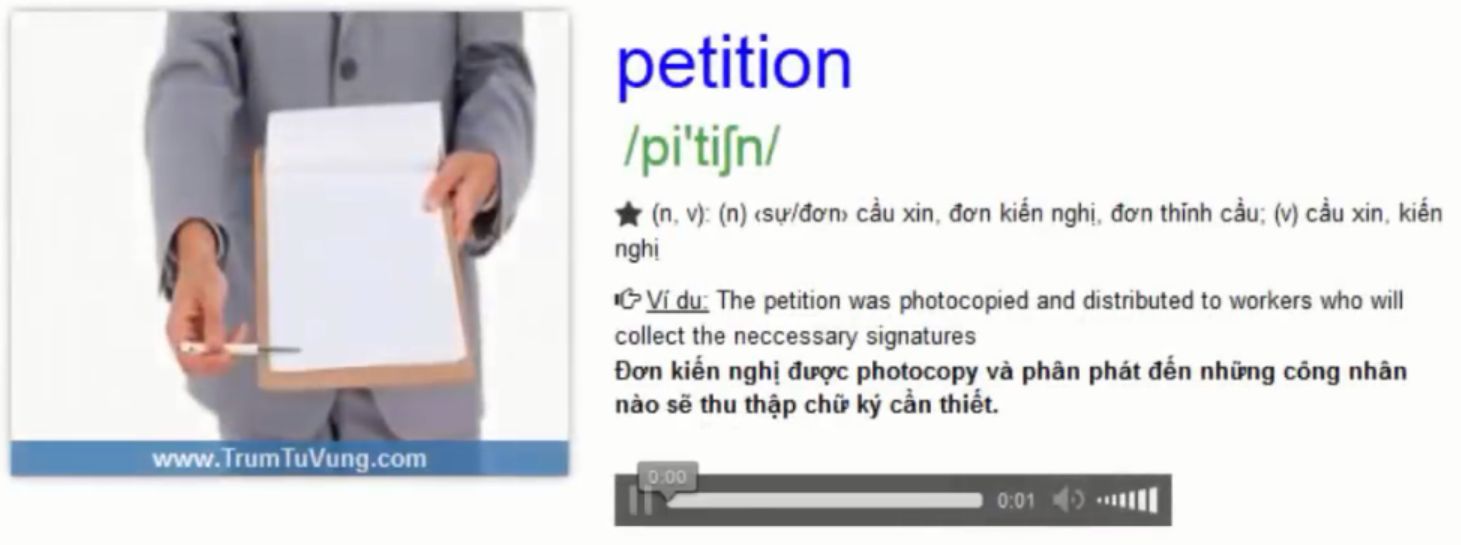 petition
/pi'tiʃn/
★ (n, v): (n) ‹sự/đơn› cầu xin, đơn kiến nghị, đơn thỉnh cầu; (v) cầu xin, kiến
nghị
Ví du: The petition was photocopied and distributed to workers who will
collect the neccessary signatures
Đơn kiến nghị được photocopy và phân phát đến những công nhân
nào sẽ thu thập chữ ký cần thiết.
www.TrumTuVung.com
0:00
0:01